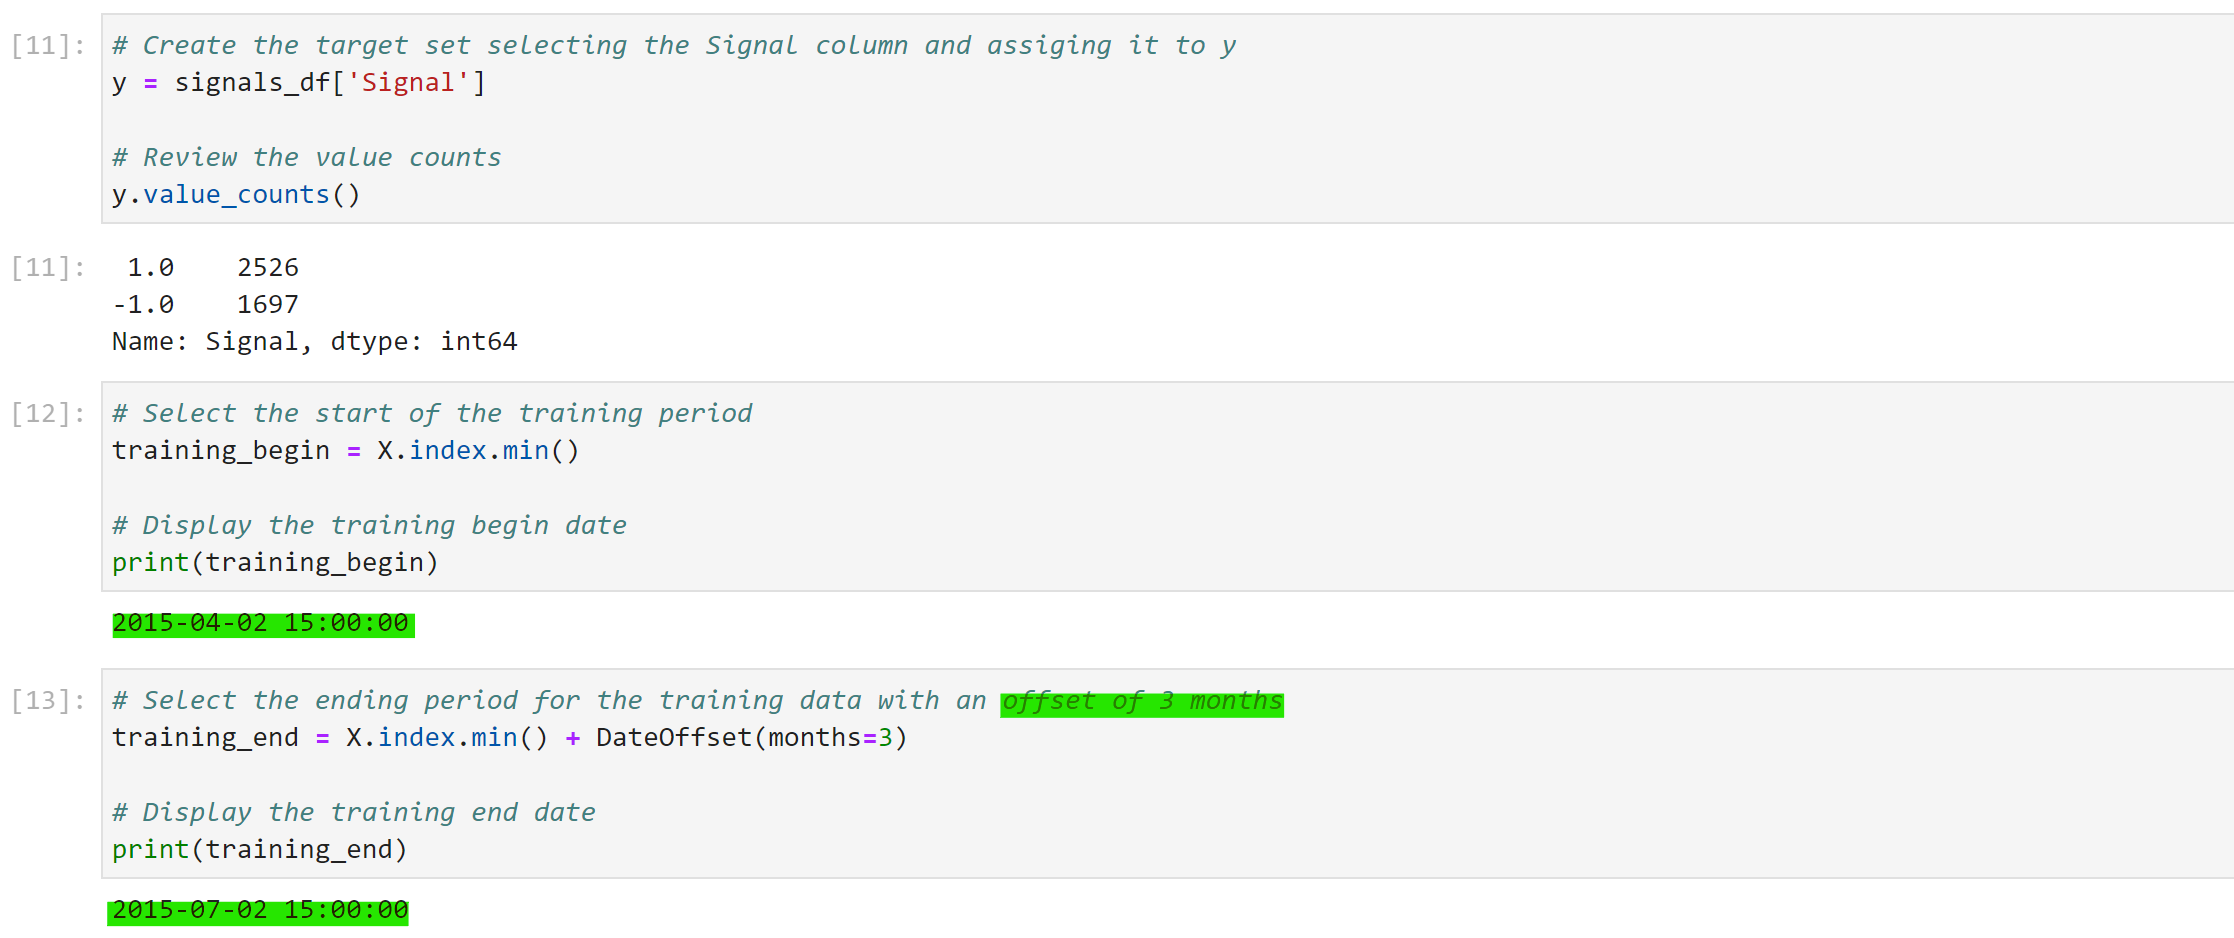 [11]: # Create the target set selecting the Signal column and assiging it to y
y = signals_df['Signal']
# Review the value counts
y.value_counts()
[11]: 1.0    2526
-1.0    1697
Name: Signal, dtype: int64
[12]: # Select the start of the training period
training_begin = X.index.min()
# Display the training begin date
print(training_begin)
2015-04-02 15:00:00
[13]: # Select the ending period for the training data with an offset of 3 months
training_end = X.index.min() + DateOffset(months=3)
# Display the training end date
print(training_end)
2015-07-02 15:00:00